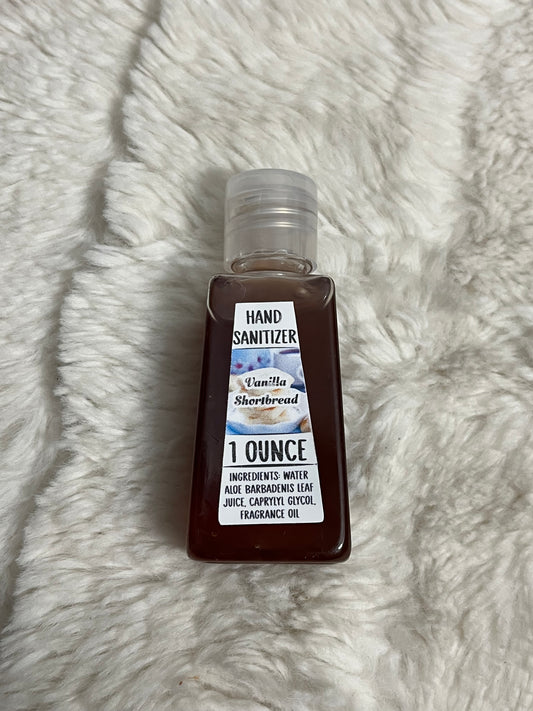 HAND
SANITIZER
Vanilla
Shortbread
1 OUNCE
INGREDIENTS: WATER
ALOE BARBADENIS LEAF
JUICE, CAPRYLYL GLYCOL,
FRAGRANCE OIL